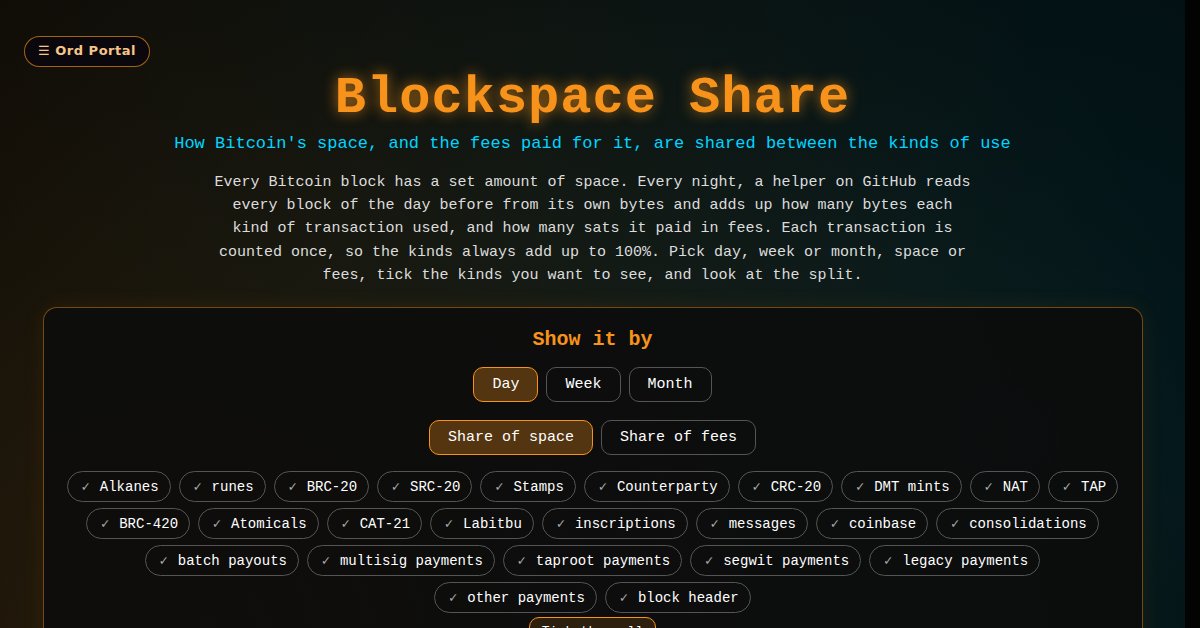 ☰ Ord Portal
Blockspace Share
How Bitcoin's space, and the fees paid for it, are shared between the kinds of use
Every Bitcoin block has a set amount of space. Every night, a helper on GitHub reads
every block of the day before from its own bytes and adds up how many bytes each
kind of transaction used, and how many sats it paid in fees. Each transaction is
counted once, so the kinds always add up to 100%. Pick day, week or month, space or
fees, tick the kinds you want to see, and look at the split.
Show it by
Day Week Month
Share of space Share of fees
✓ Alkanes ✓ runes ✓ BRC-20 ✓ SRC-20 ✓ Stamps ✓ Counterparty ✓ CRC-20 ✓ DMT mints ✓ NAT ✓ TAP
✓ BRC-420 ✓ Atomicals ✓ CAT-21 ✓ Labitbu ✓ inscriptions ✓ messages ✓ coinbase ✓ consolidations
✓ batch payouts ✓ multisig payments ✓ taproot payments ✓ segwit payments ✓ legacy payments
✓ other payments ✓ block header